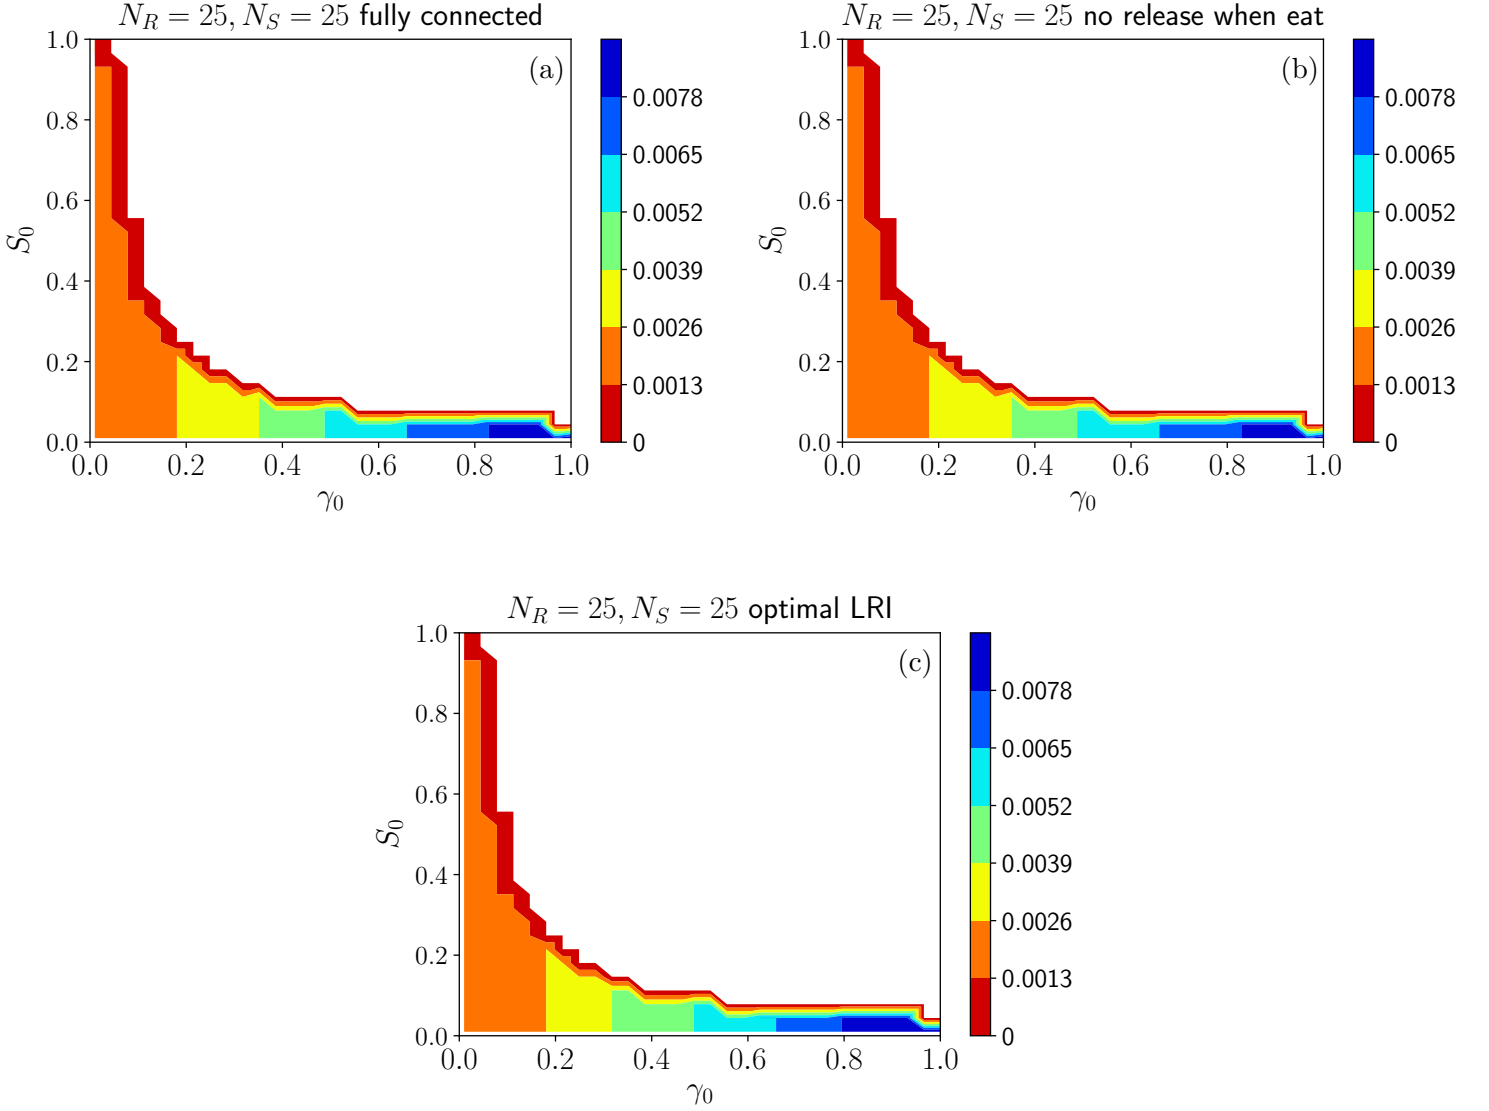 N_R = 25, N_S = 25 fully connected
(a)
1.0
0.8
0.6
0.4
0.2
0.0
S_0
0.0 0.2 0.4 0.6 0.8 1.0
γ_0
0.0078
0.0065
0.0052
0.0039
0.0026
0.0013
0
N_R = 25, N_S = 25 no release when eat
(b)
1.0
0.8
0.6
0.4
0.2
0.0
S_0
0.0 0.2 0.4 0.6 0.8 1.0
γ_0
0.0078
0.0065
0.0052
0.0039
0.0026
0.0013
0
N_R = 25, N_S = 25 optimal LRI
(c)
1.0
0.8
0.6
0.4
0.2
0.0
S_0
0.0 0.2 0.4 0.6 0.8 1.0
γ_0
0.0078
0.0065
0.0052
0.0039
0.0026
0.0013
0